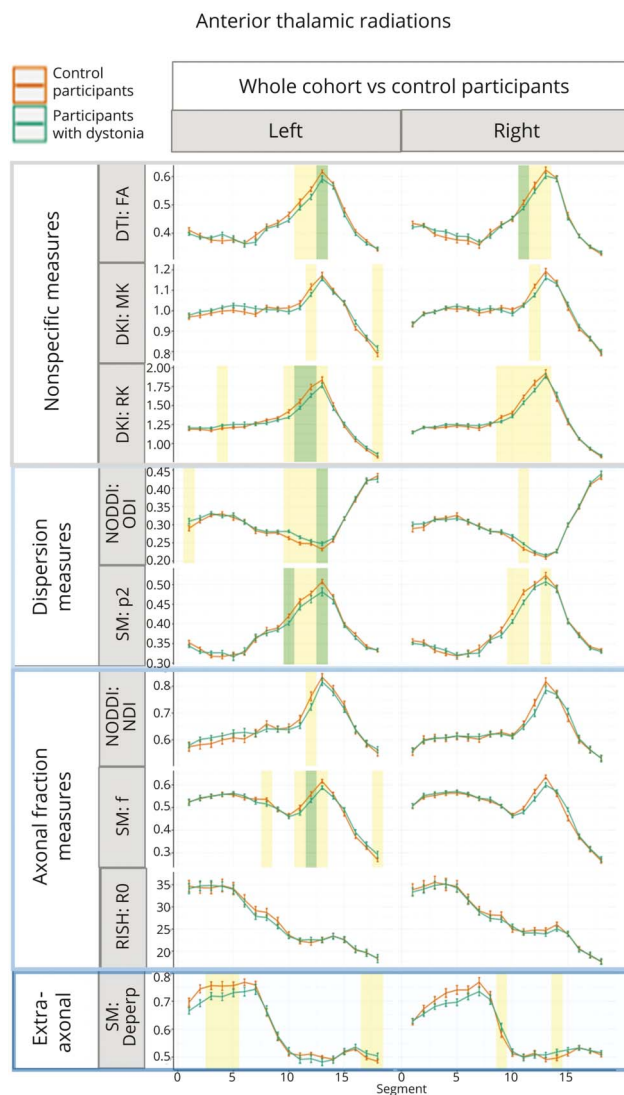 Anterior thalamic radiations
Control
participants
Participants
with dystonia
Whole cohort vs control participants
Left
Right
Nonspecific measures
DTI: FA
0.6
0.4
DKI: MK
1.2
1.1
1.0
0.9
0.8
DKI: RK
2.00
1.75
1.50
1.25
1.00
Dispersion
measures
NODDI:
ODI
0.45
0.40
0.35
0.30
0.25
0.20
SM: p2
0.50
0.45
0.40
0.35
0.30
Axonal fraction
measures
NODDI:
NDI
0.8
0.7
0.6
SM: f
0.6
0.5
0.4
0.3
RISH: R0
35
30
25
20
Extra-
axonal
SM:
Deperp
0.8
0.7
0.6
0.5
0 5 10 15 0 5 10 15
Segment